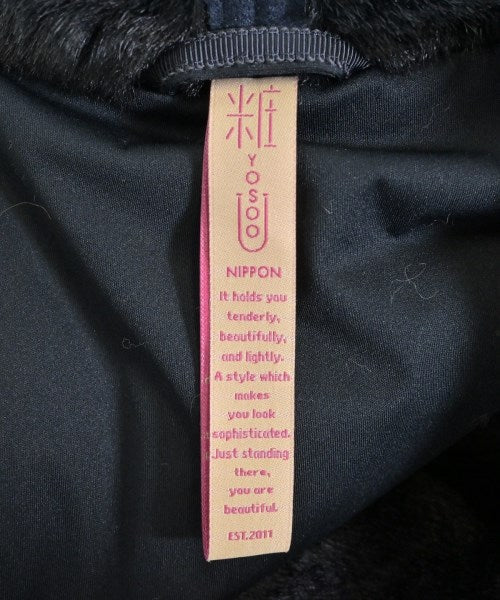 粧
YOSOOU
NIPPON
It holds you
tenderly,
beautifully,
and lightly.
A style which
makes
you look
sophisticated.
Just standing
there,
you are
beautiful.
EST.2011